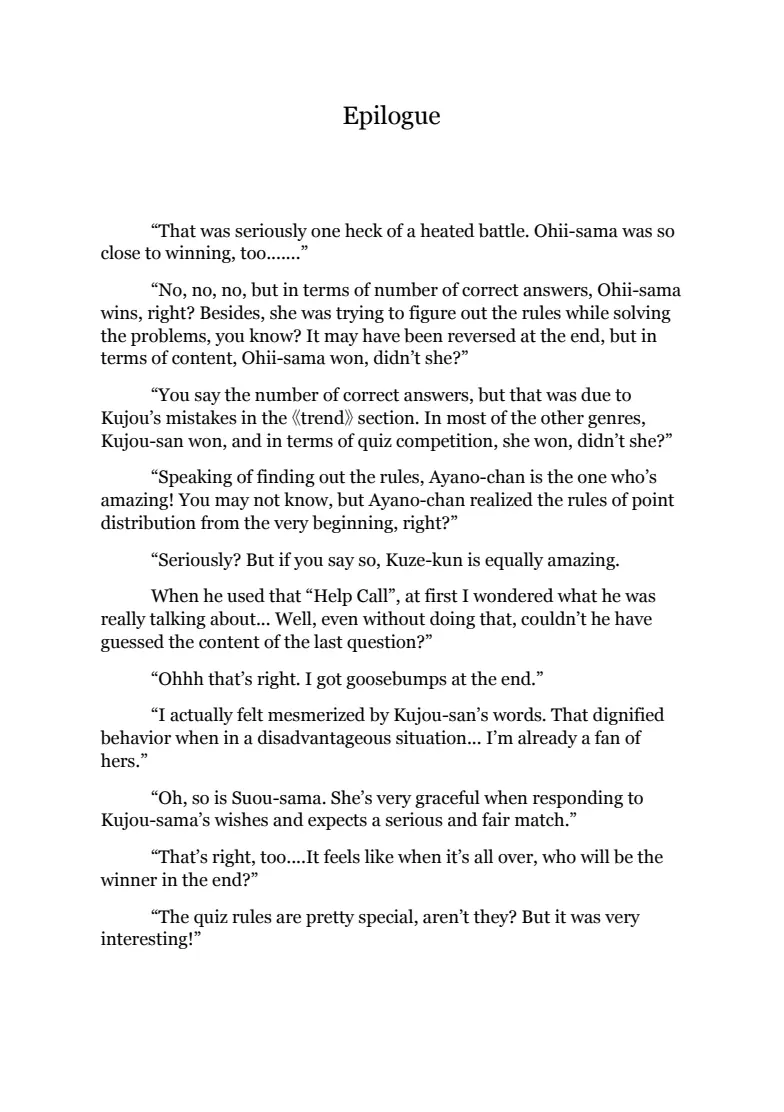 Epilogue
“That was seriously one heck of a heated battle. Ohii-sama was so
close to winning, too.......”
“No, no, no, but in terms of number of correct answers, Ohii-sama
wins, right? Besides, she was trying to figure out the rules while solving
the problems, you know? It may have been reversed at the end, but in
terms of content, Ohii-sama won, didn’t she?”
“You say the number of correct answers, but that was due to
Kujou’s mistakes in the 《trend》 section. In most of the other genres,
Kujou-san won, and in terms of quiz competition, she won, didn’t she?”
“Speaking of finding out the rules, Ayano-chan is the one who’s
amazing! You may not know, but Ayano-chan realized the rules of point
distribution from the very beginning, right?”
“Seriously? But if you say so, Kuze-kun is equally amazing.
When he used that “Help Call”, at first I wondered what he was
really talking about... Well, even without doing that, couldn’t he have
guessed the content of the last question?”
“Ohhh that’s right. I got goosebumps at the end.”
“I actually felt mesmerized by Kujou-san’s words. That dignified
behavior when in a disadvantageous situation... I’m already a fan of
hers.”
“Oh, so is Suou-sama. She’s very graceful when responding to
Kujou-sama’s wishes and expects a serious and fair match.”
“That’s right, too....It feels like when it’s all over, who will be the
winner in the end?”
“The quiz rules are pretty special, aren’t they? But it was very
interesting!”